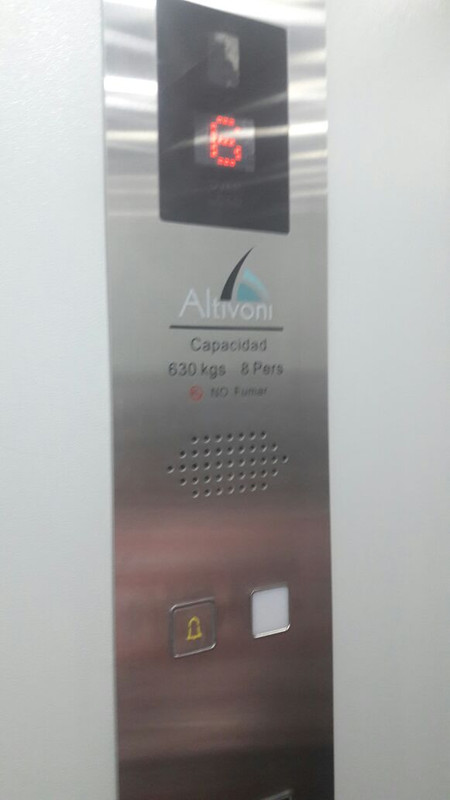 6
Altivoni
Capacidad
630 kgs 8 Pers
NO Fumar